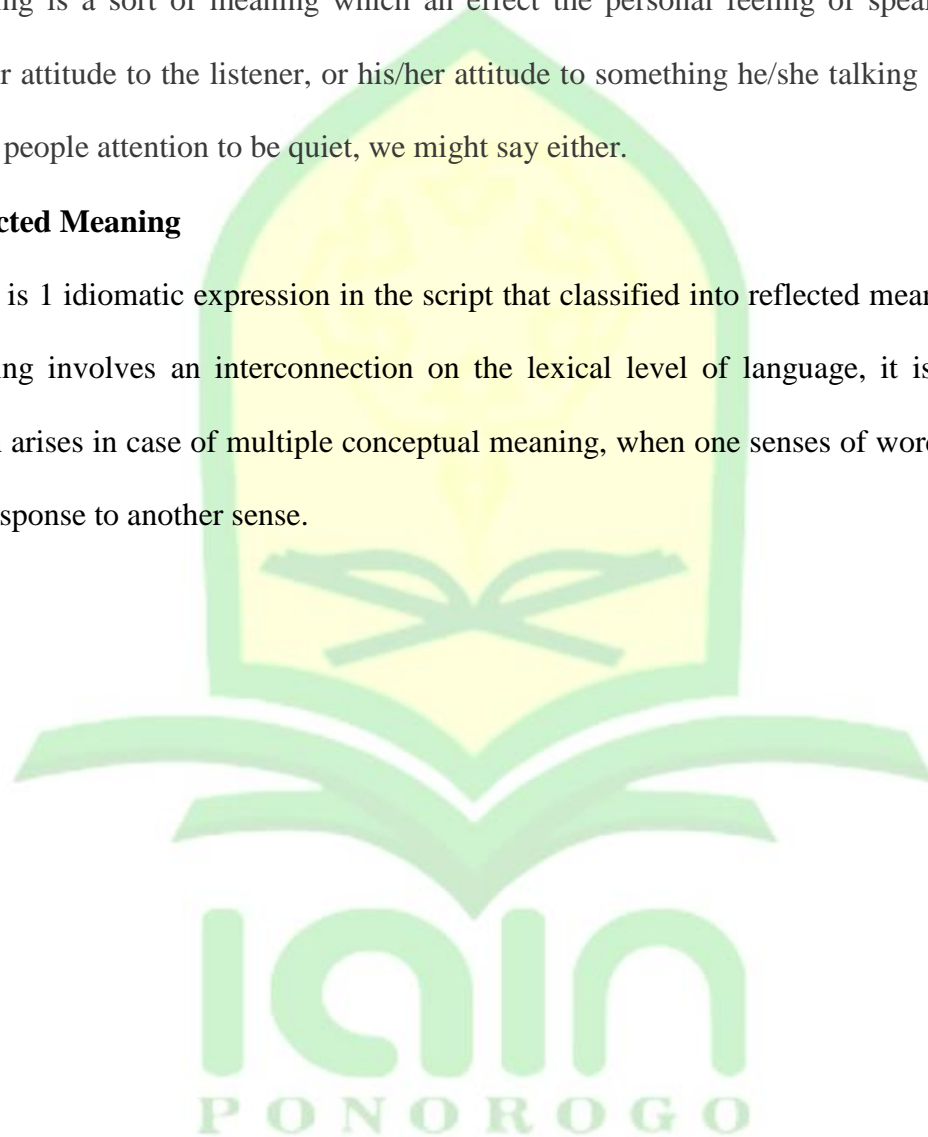 ng is a sort of meaning which an effect the personal feeling of spea
r attitude to the listener, or his/her attitude to something he/she talking
people attention to be quiet, we might say either.
cted Meaning
is 1 idiomatic expression in the script that classified into reflected mea
ng involves an interconnection on the lexical level of language, it is
arises in case of multiple conceptual meaning, when one senses of wor
sponse to another sense.
iain
PONOROGO